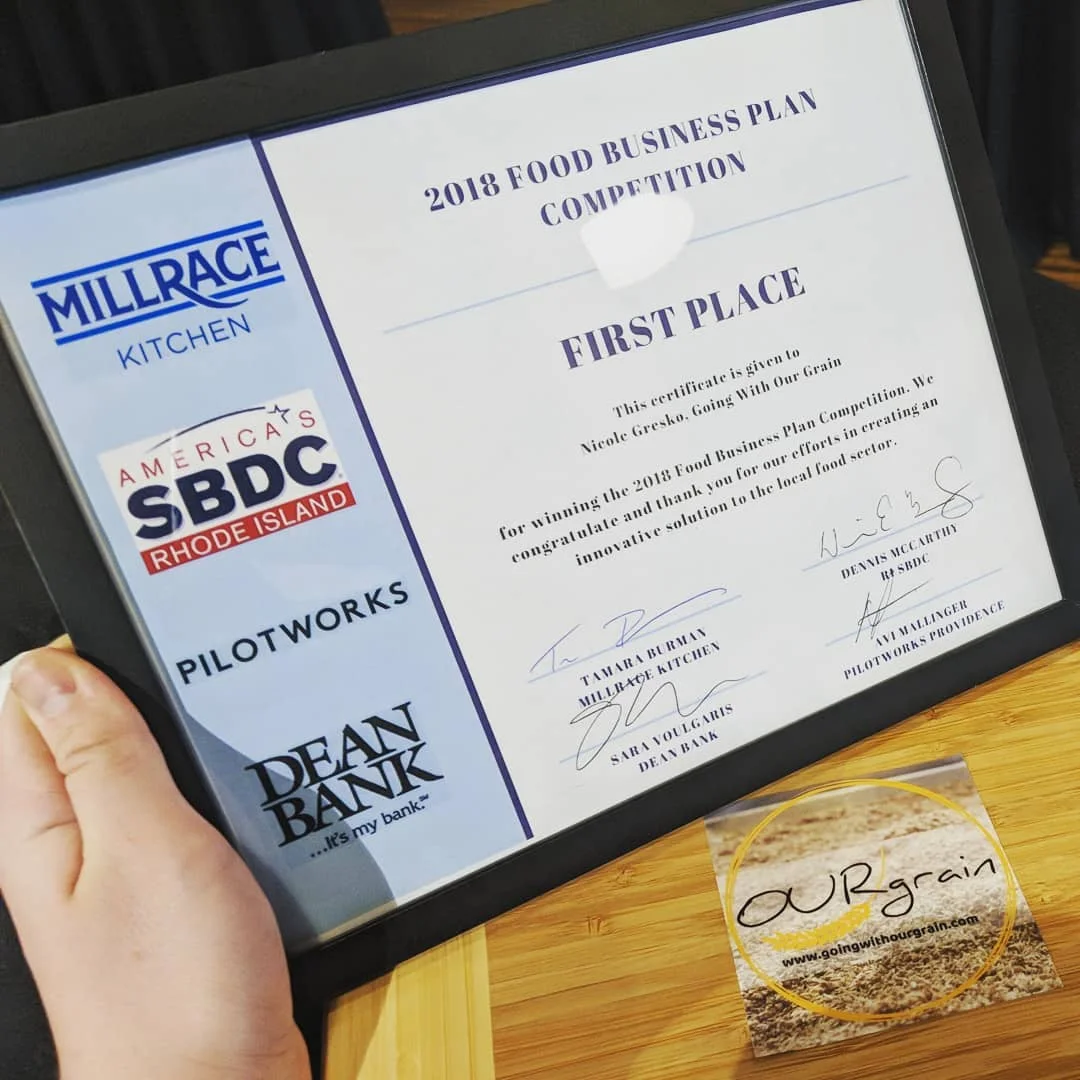 MILLRACE
KITCHEN
AMERICA'S
SBDC
RHODE ISLAND
PILOTWORKS
DEAN
BANK
...it's my bank.℠
2018 FOOD BUSINESS PLAN
COMPETITION
FIRST PLACE
This certificate is given to
Nicole Gresko, Going With Our Grain
for winning the 2018 Food Business Plan Competition. We
congratulate and thank you for our efforts in creating an
innovative solution to the local food sector.
TAMARA BURMAN
MILLRACE KITCHEN
DENNIS MCCARTHY
RI SBDC
SARA VOULGARIS
DEAN BANK
AVI MALLINGER
PILOTWORKS PROVIDENCE
OURgrain
www.goingwithourgrain.com